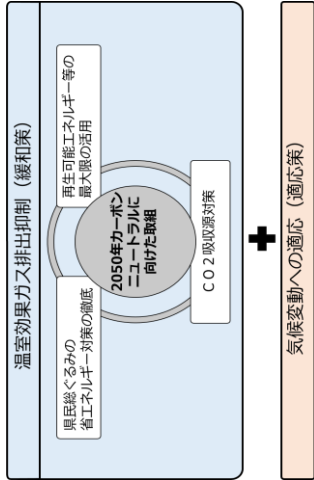 温室効果ガス排出抑制（緩和策）
県民総ぐるみの
省エネルギー対策の徹底
再生可能エネルギー等の
最大限の活用
2050年カーボン
ニュートラルに
向けた取組
ＣＯ２吸収源対策
気候変動への適応（適応策）